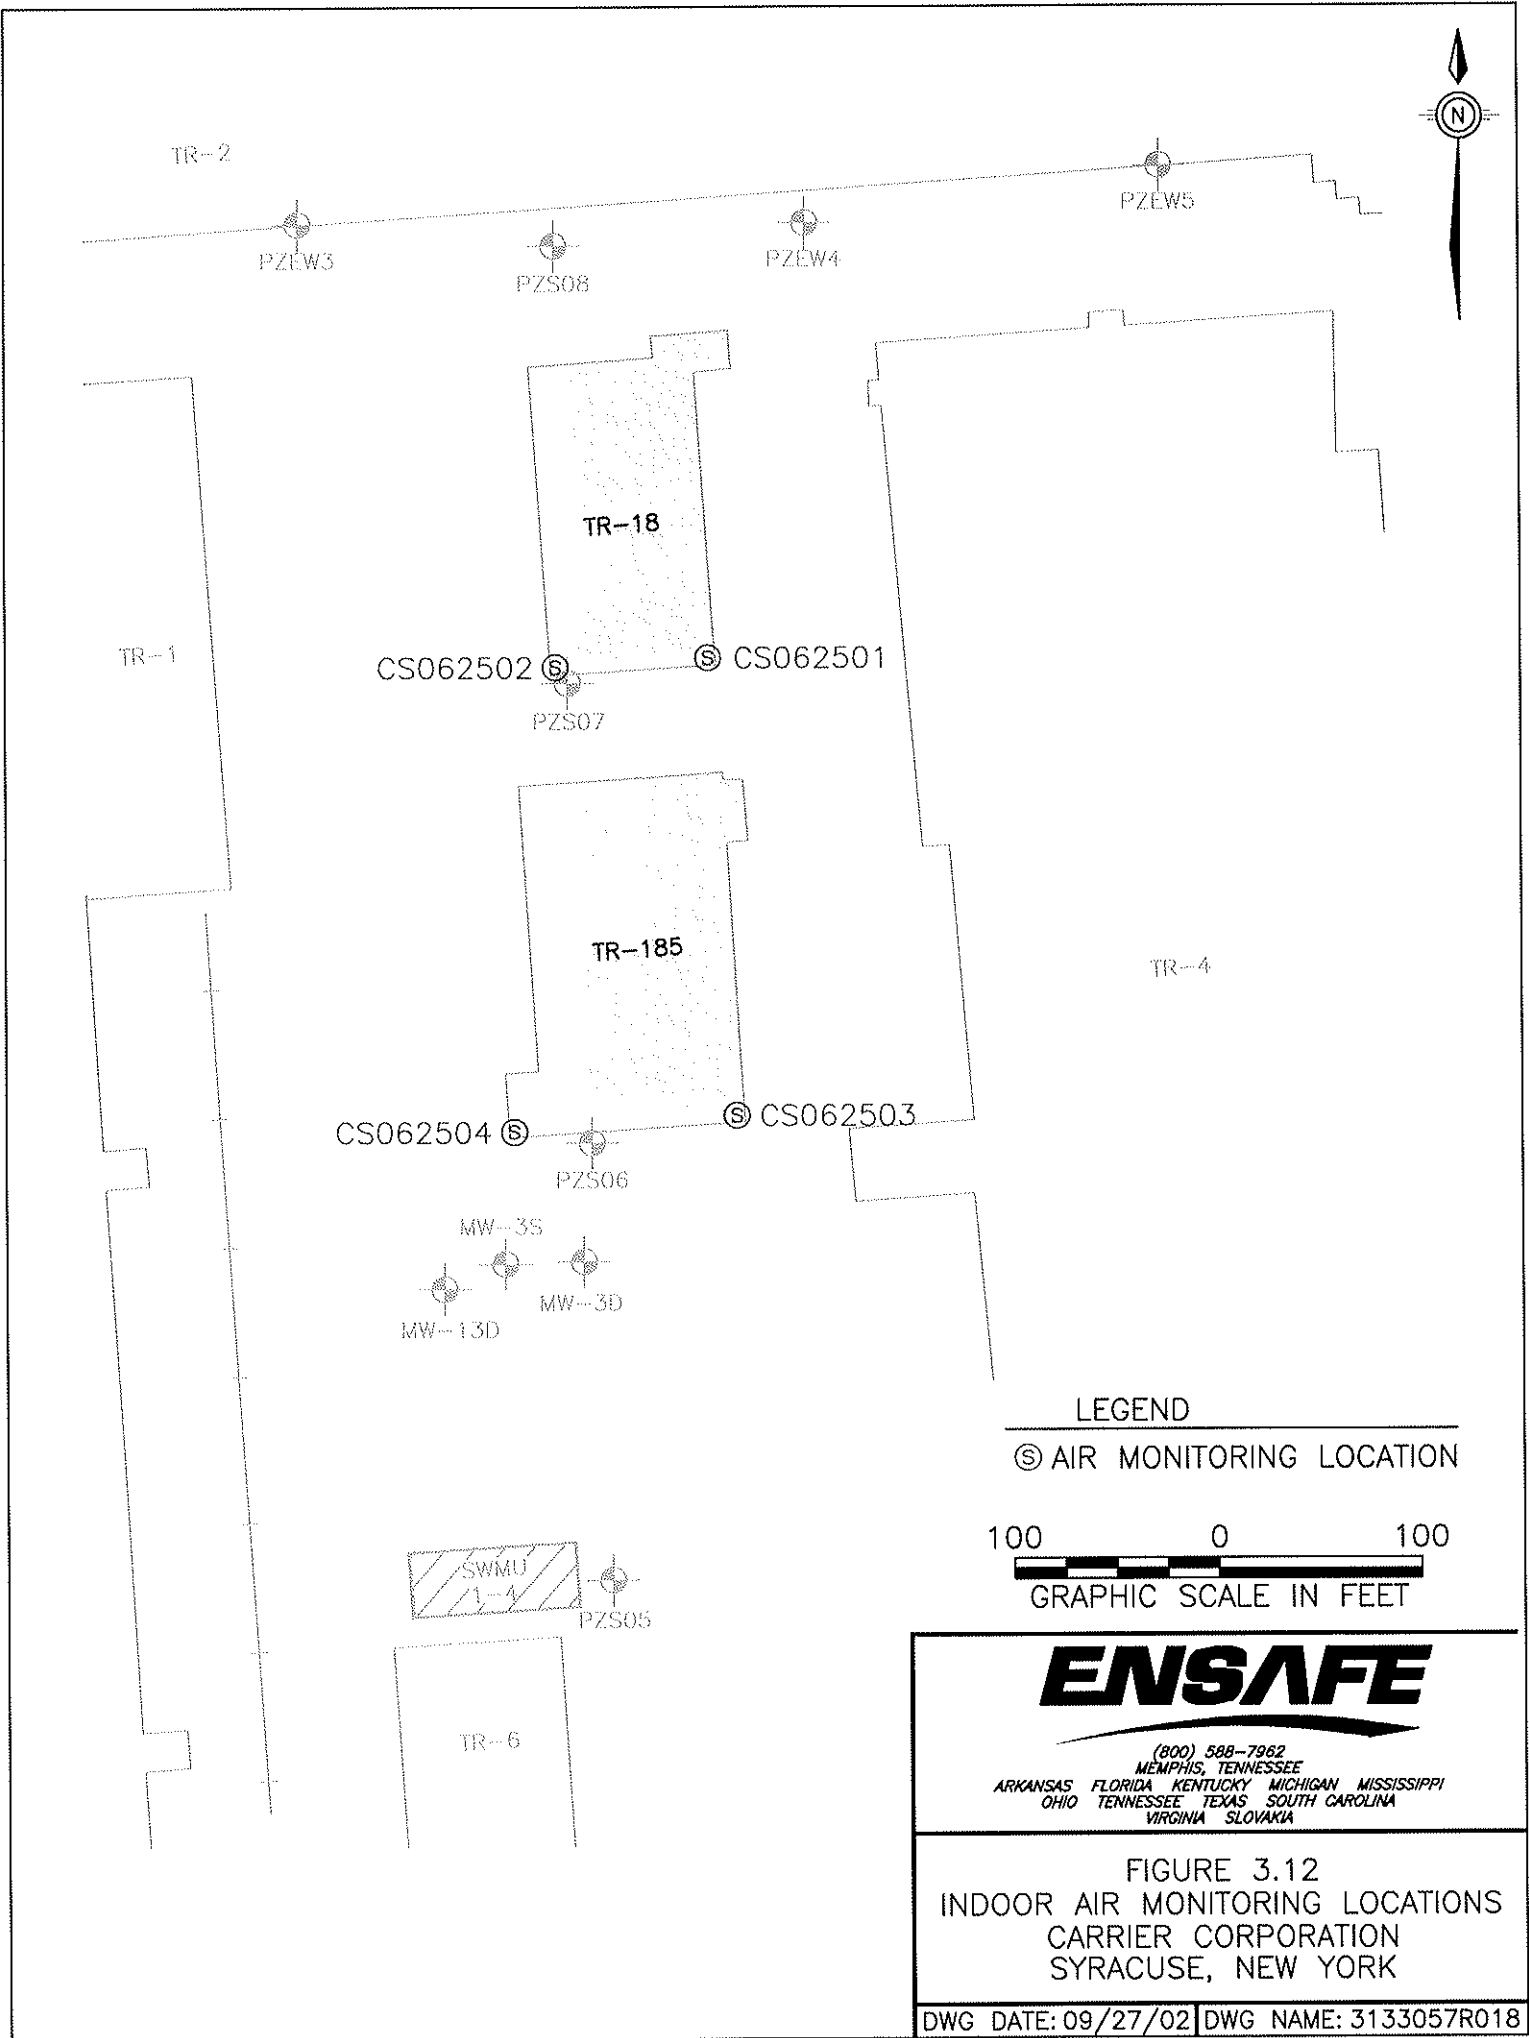 N
TR-2
PZEW5
PZEW3
PZS08
PZEW4
TR-18
TR-1
CS062502 S
S CS062501
PZS07
TR-185
TR-4
CS062504 S
S CS062503
PZS06
MW-3S
MW-3D
MW-13D
LEGEND
S AIR MONITORING LOCATION
100 0 100
GRAPHIC SCALE IN FEET
SWMU
1-4
PZS05
TR-6
ENSAFE
(800) 588-7962
MEMPHIS, TENNESSEE
ARKANSAS FLORIDA KENTUCKY MICHIGAN MISSISSIPPI
OHIO TENNESSEE TEXAS SOUTH CAROLINA
VIRGINIA SLOVAKIA
FIGURE 3.12
INDOOR AIR MONITORING LOCATIONS
CARRIER CORPORATION
SYRACUSE, NEW YORK
DWG DATE: 09/27/02 DWG NAME: 3133057R018